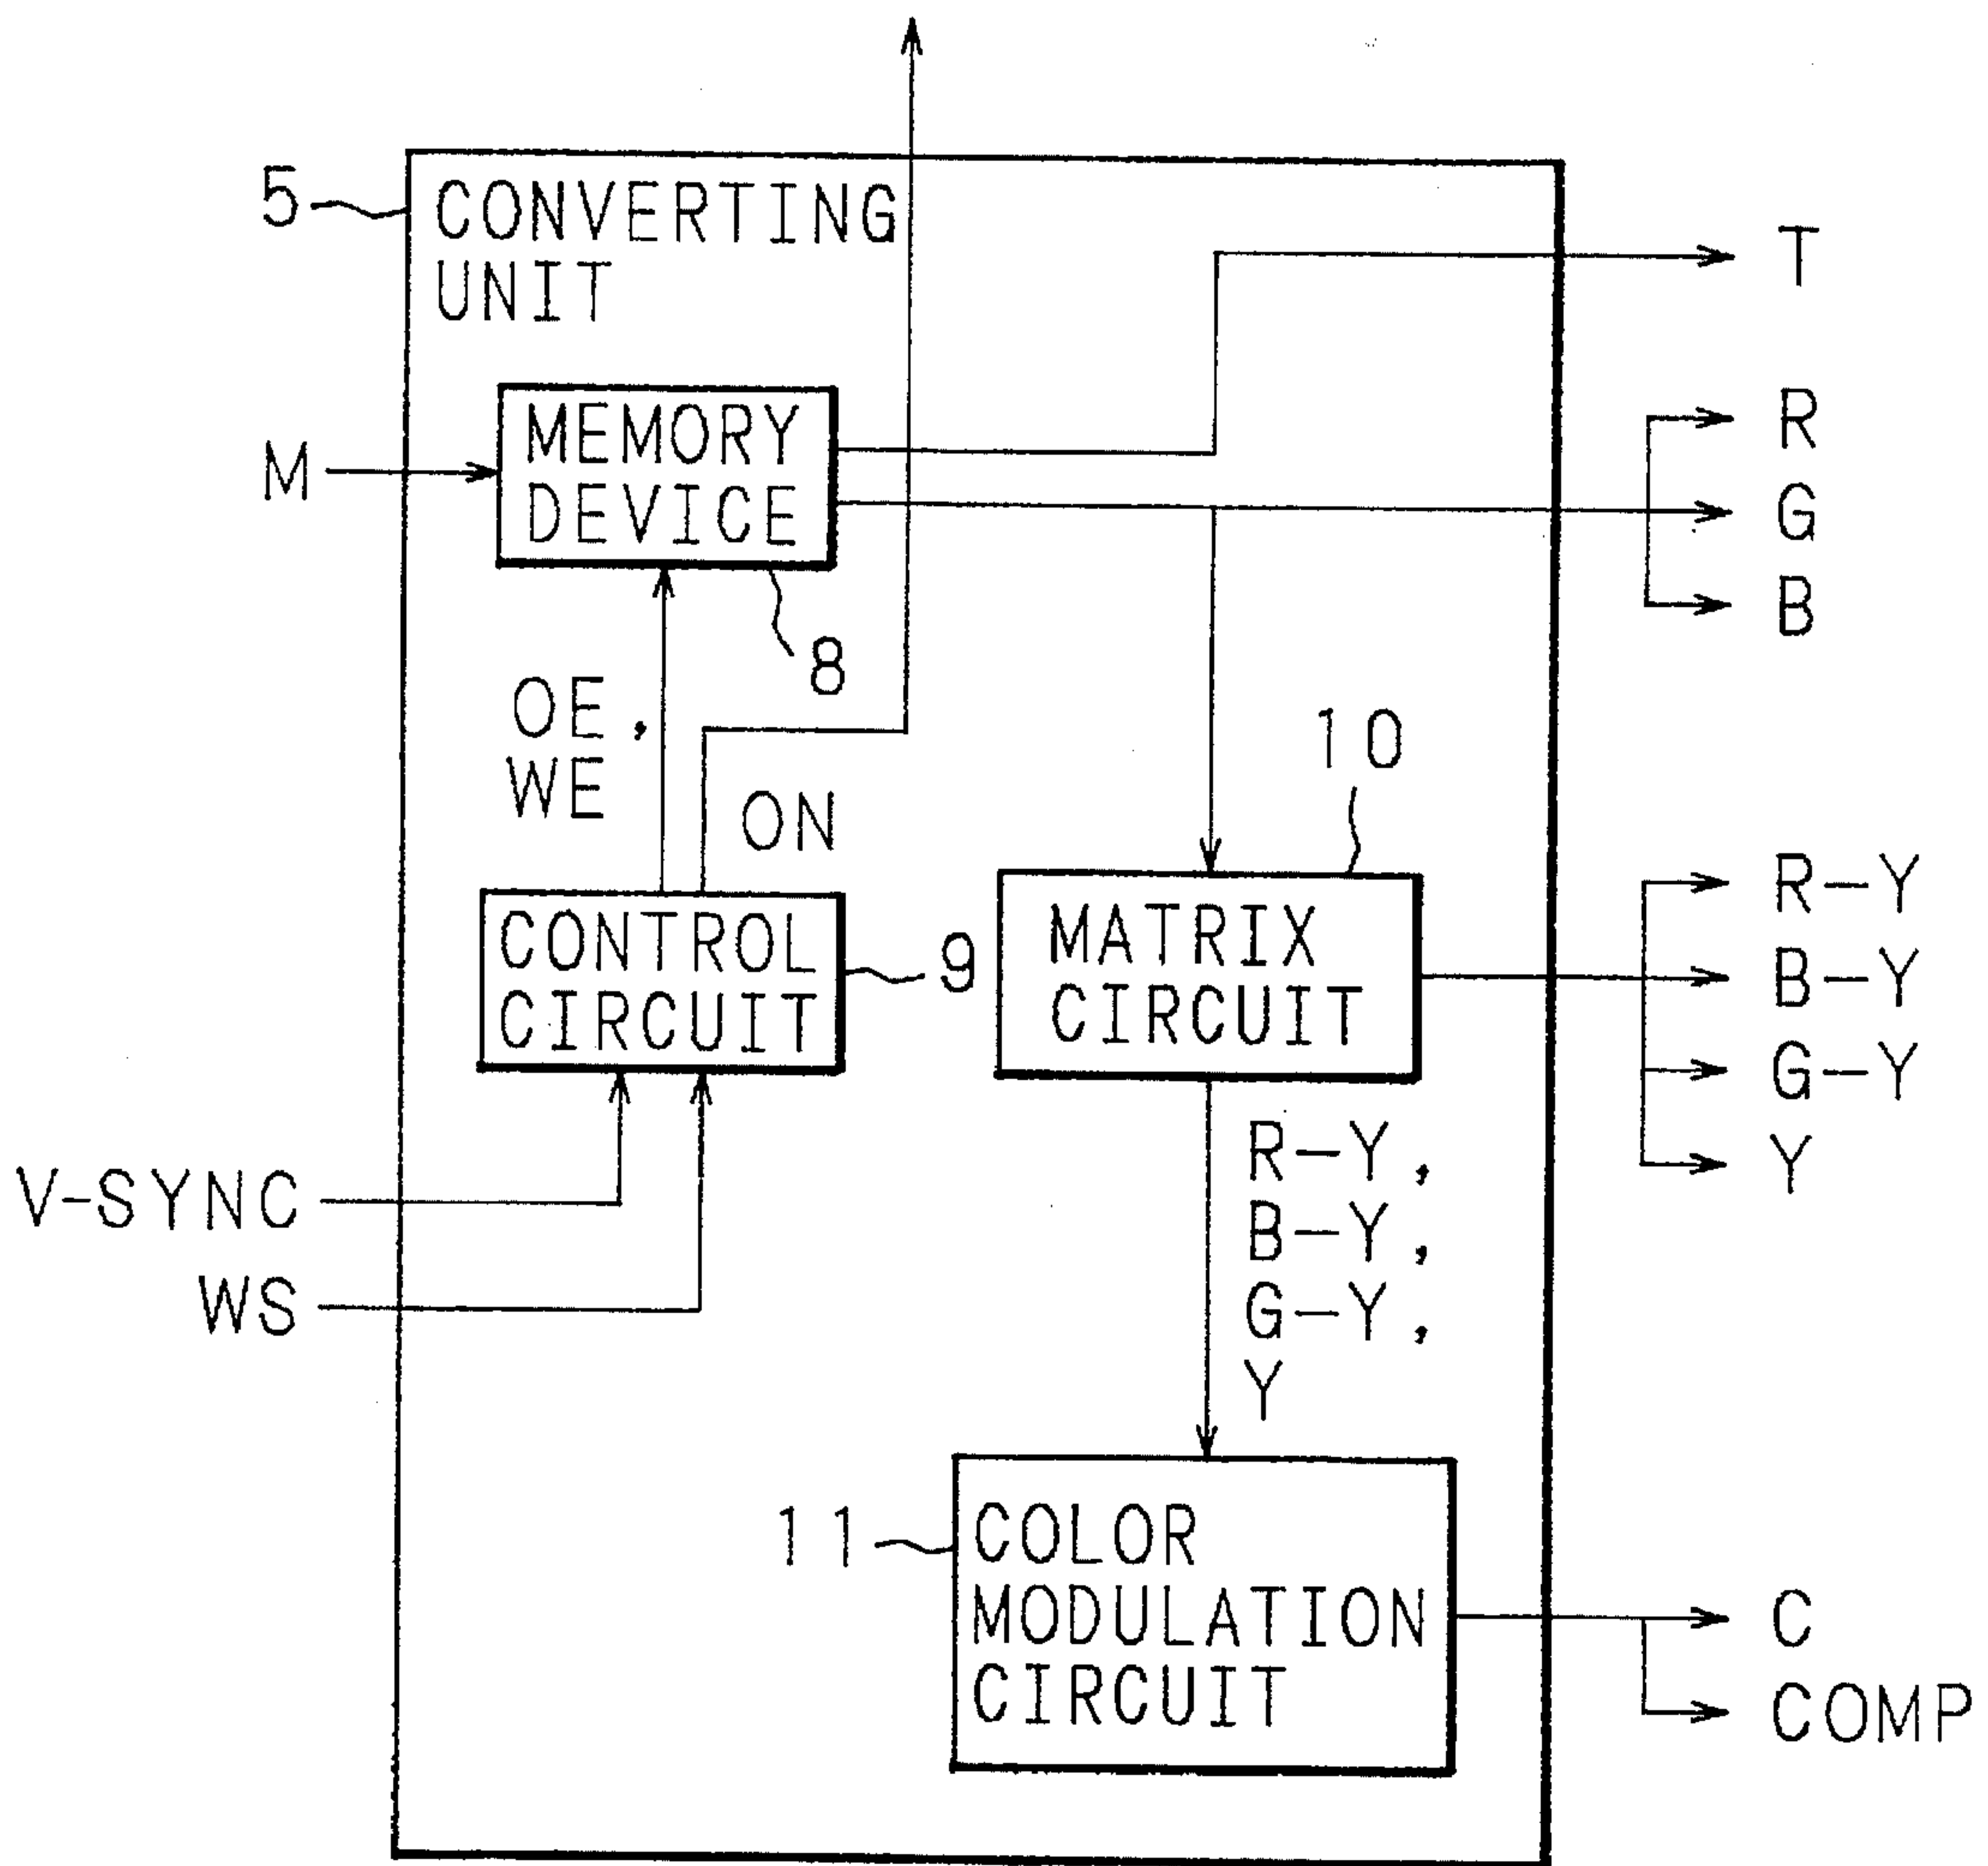 5
CONVERTING
UNIT
T
R
G
B
M
MEMORY
DEVICE
8
OE,
WE
ON
10
CONTROL
CIRCUIT
9
MATRIX
CIRCUIT
R-Y
B-Y
G-Y
Y
V-SYNC
WS
R-Y,
B-Y,
G-Y,
Y
11
COLOR
MODULATION
CIRCUIT
C
COMP